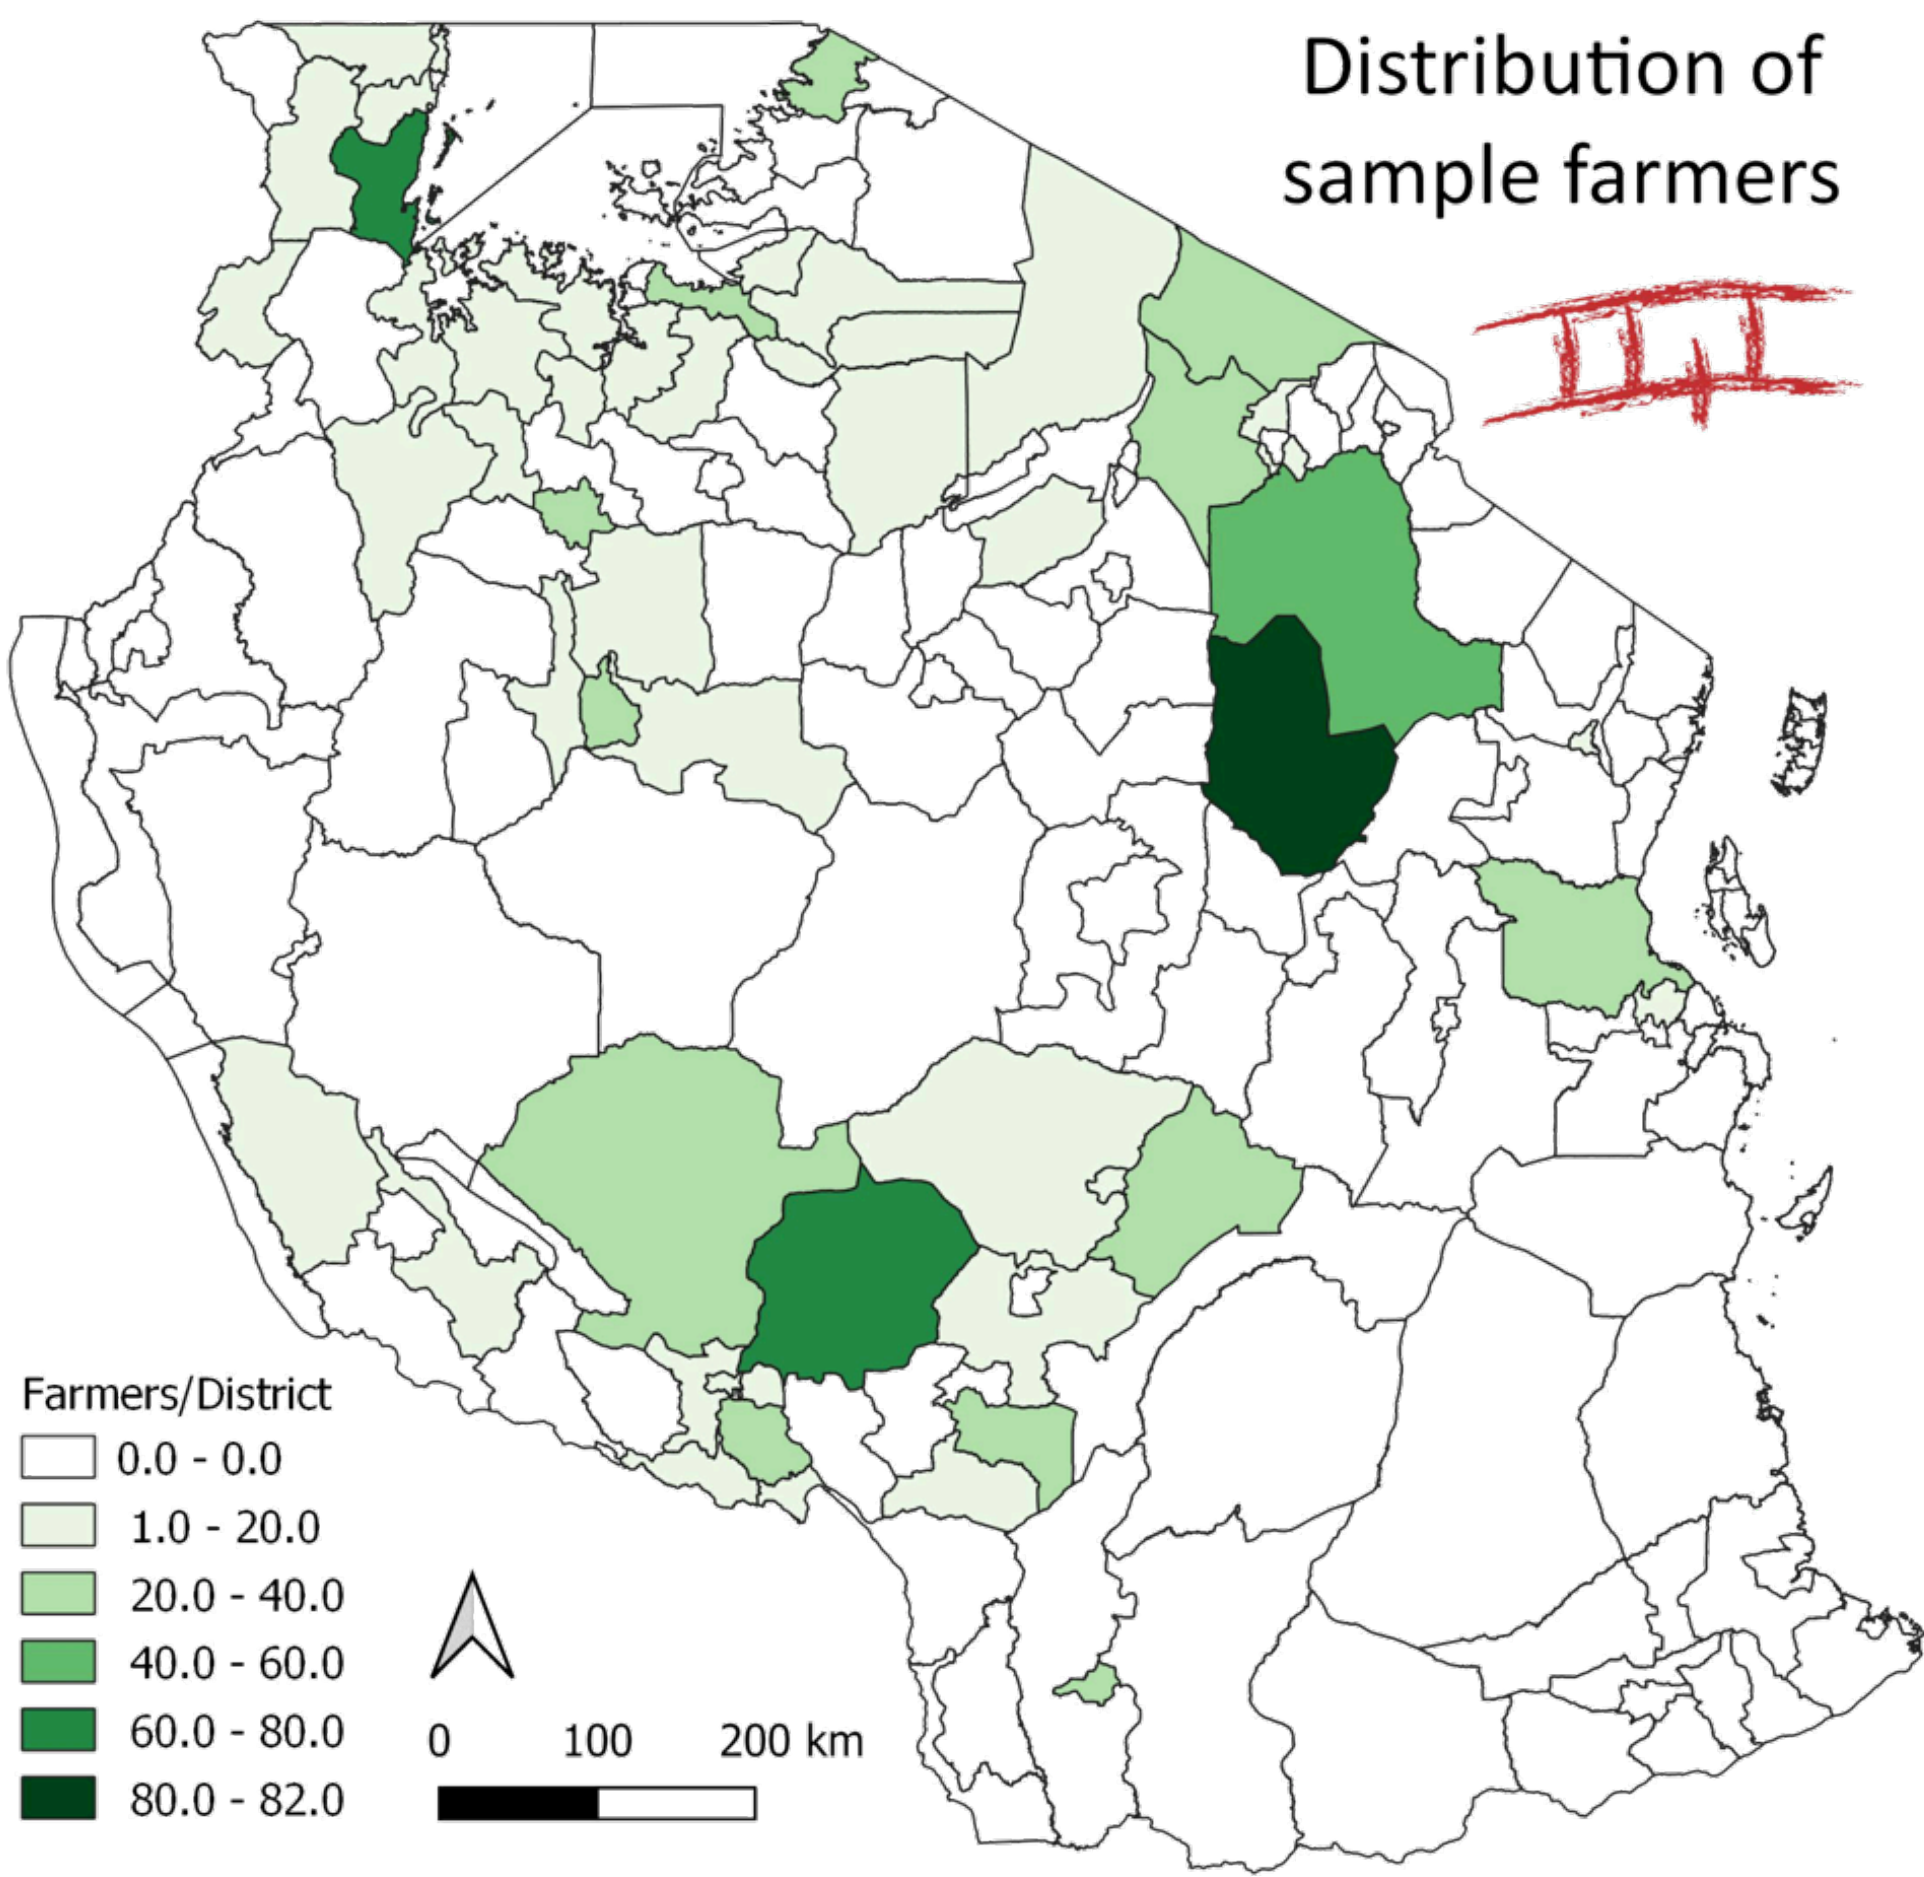 Distribution of
sample farmers
Farmers/District
0.0 - 0.0
1.0 - 20.0
20.0 - 40.0
40.0 - 60.0
60.0 - 80.0
80.0 - 82.0
0 100 200 km